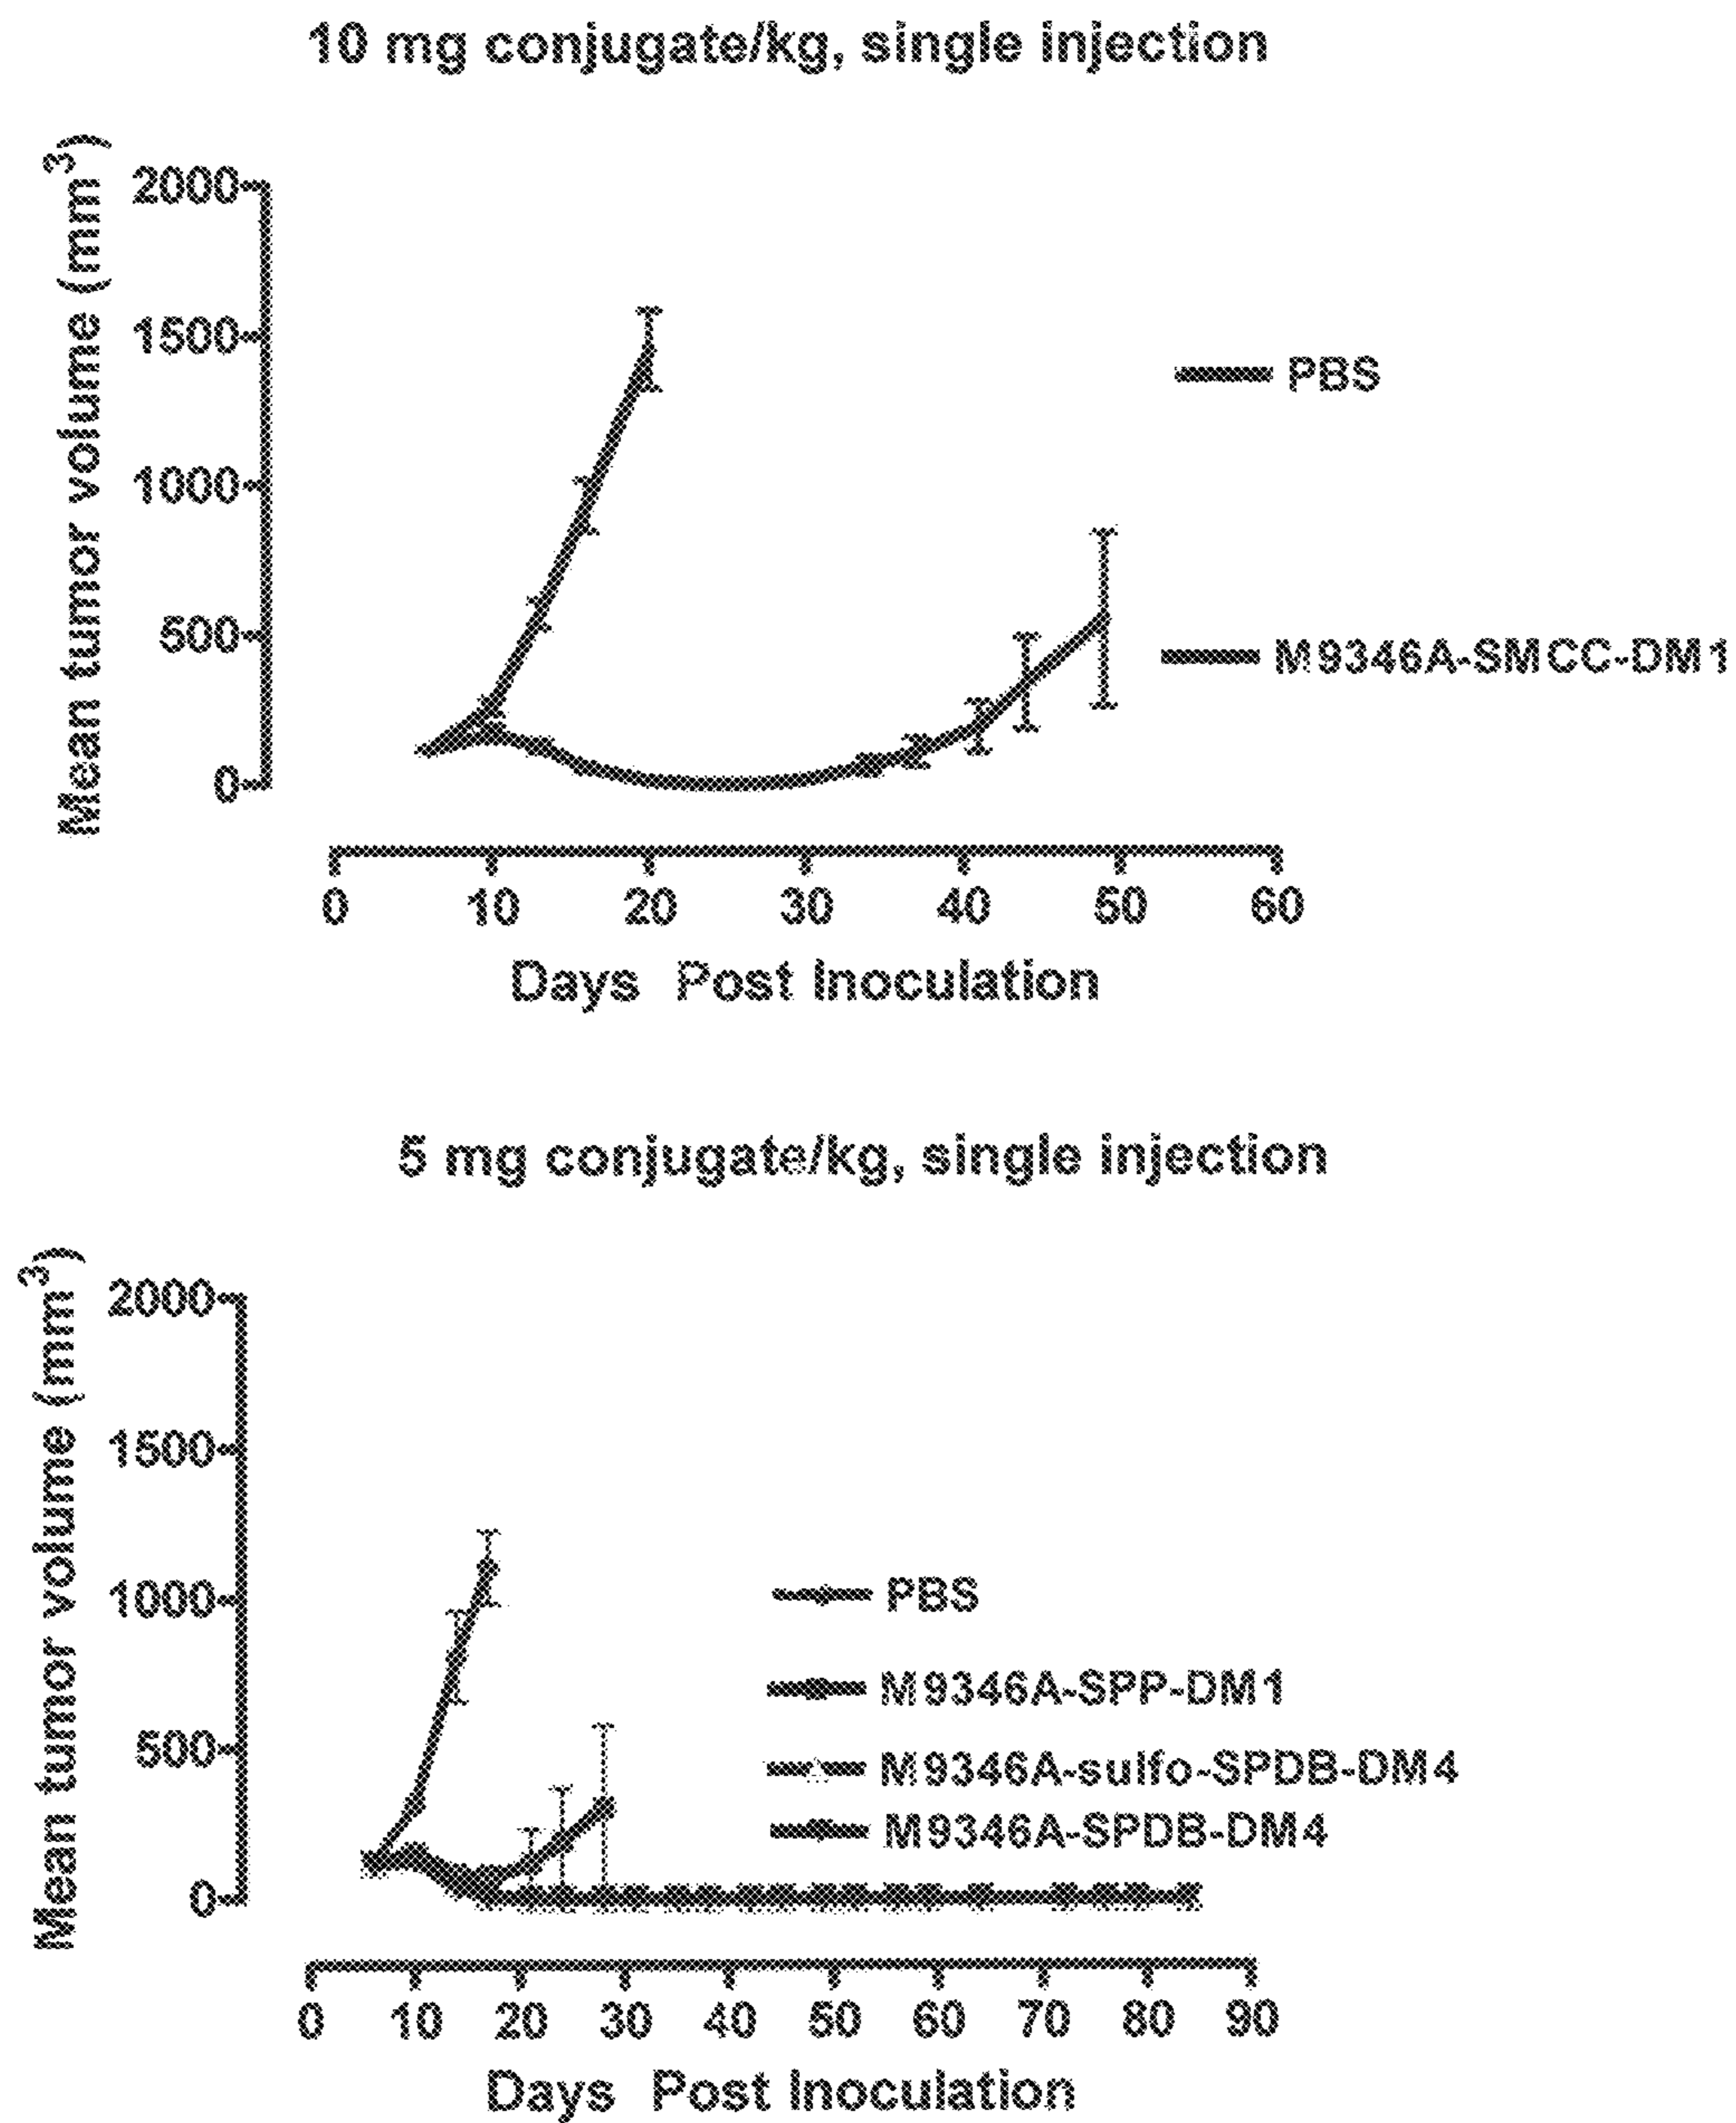 10 mg conjugate/kg, single injection
Mean tumor volume (mm³)
2000
1500
1000
500
0
PBS
M9346A-SMCC-DM1
0 10 20 30 40 50 60
Days Post Inoculation
5 mg conjugate/kg, single injection
Mean tumor volume (mm³)
2000
1500
1000
500
0
PBS
M9346A-SPP-DM1
M9346A-sulfo-SPDB-DM4
M9346A-SPDB-DM4
0 10 20 30 40 50 60 70 80 90
Days Post Inoculation